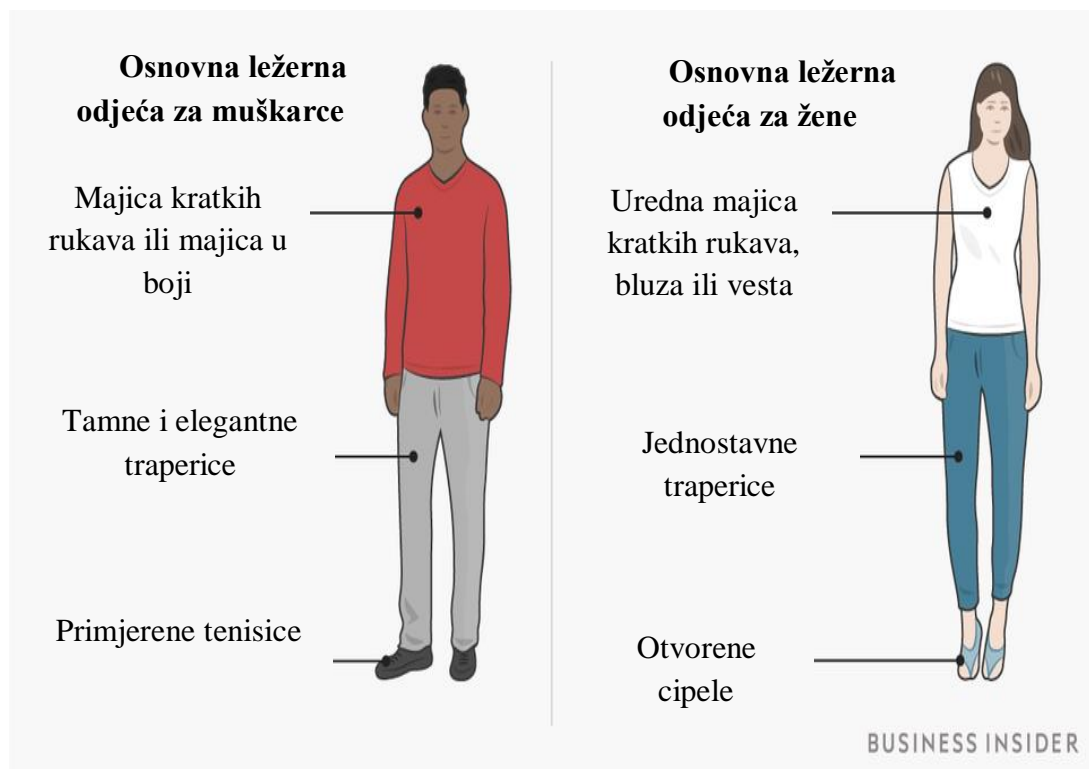 Osnovna ležerna
odjeća za muškarce
Majica kratkih
rukava ili majica u
boji
Tamne i elegantne
traperice
Primjerene tenisice
Osnovna ležerna
odjeća za žene
Uredna majica
kratkih rukava,
bluza ili vesta
Jednostavne
traperice
Otvorene
cipele
BUSINESS INSIDER